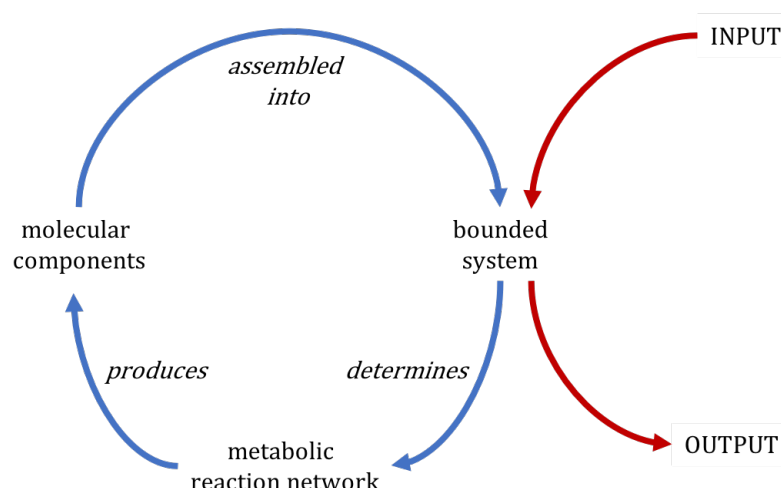 INPUT
assembled
into
molecular
components
bounded
system
produces
determines
metabolic
reaction network
OUTPUT